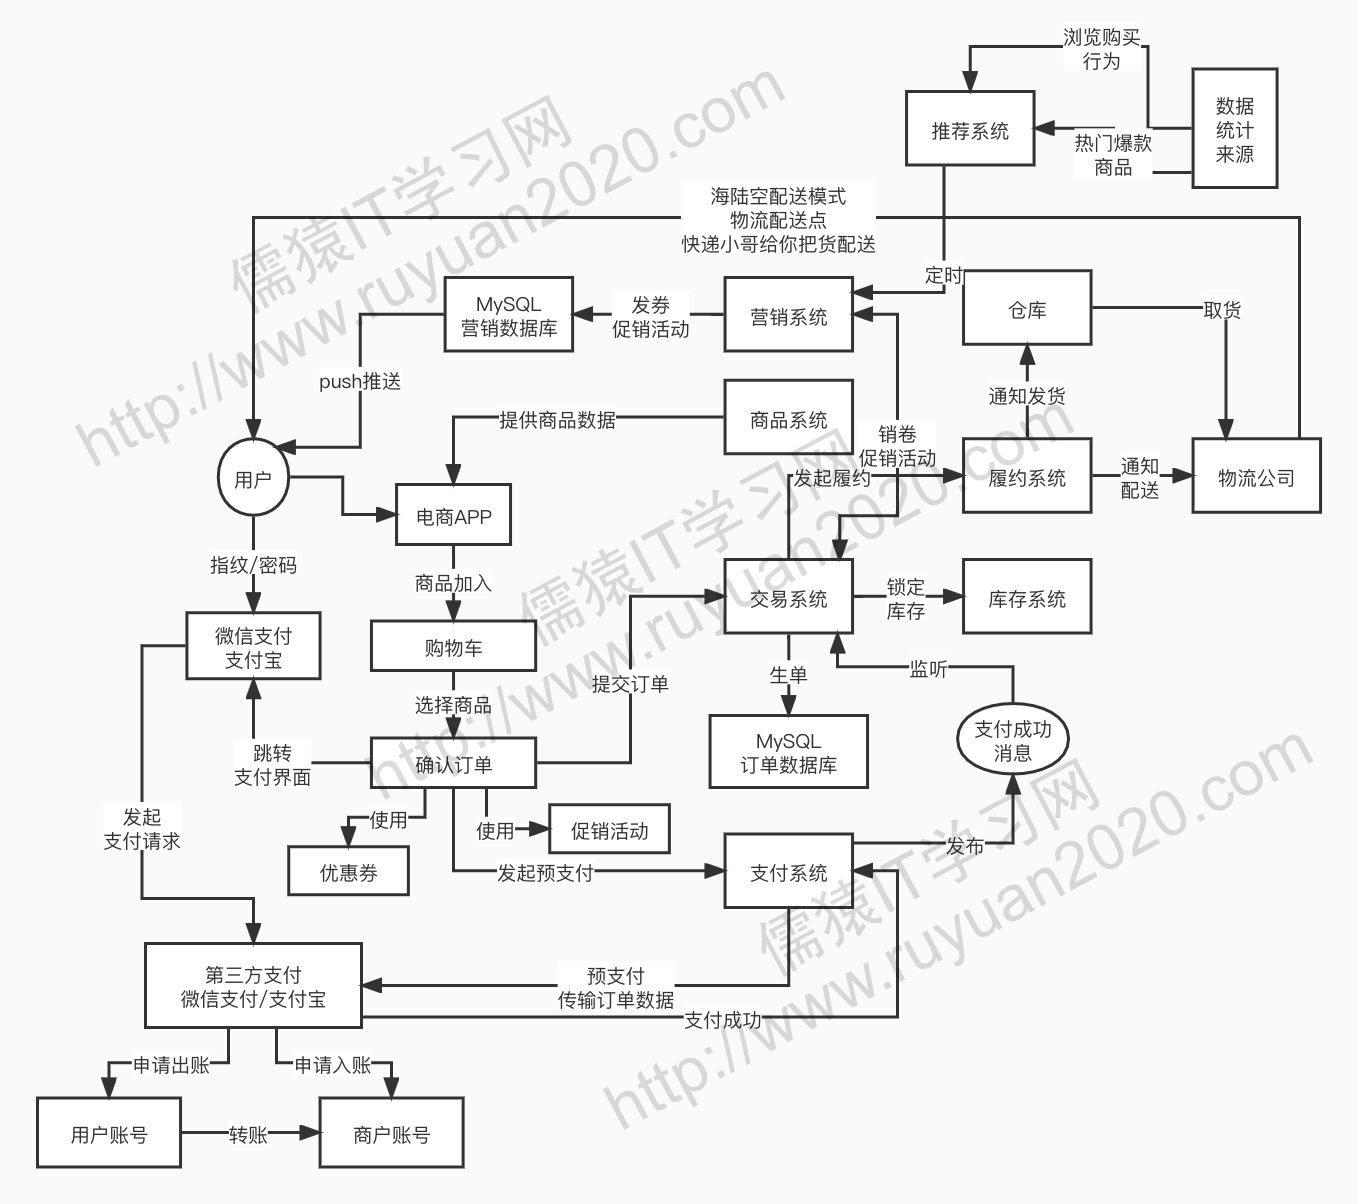 浏览购买
行为
推荐系统
数据
统计
来源
热门爆款
商品
海陆空配送模式
物流配送点
快递小哥给你把货配送
定时
MySQL
营销数据库
发券
促销活动
营销系统
仓库
取货
push推送
提供商品数据
商品系统
通知发货
销卷
促销活动
用户
电商APP
发起履约
履约系统
通知
配送
物流公司
指纹/密码
商品加入
交易系统
锁定
库存
库存系统
微信支付
支付宝
购物车
提交订单
生单
监听
选择商品
跳转
支付界面
确认订单
MySQL
订单数据库
支付成功
消息
发起
支付请求
使用
使用
促销活动
优惠券
发起预支付
支付系统
发布
第三方支付
微信支付/支付宝
预支付
传输订单数据
支付成功
申请出账
申请入账
用户账号
转账
商户账号
儒猿IT学习网
http://www.ruyuan2020.com
儒猿IT学习网
http://www.ruyuan2020.com
儒猿IT学习网
http://www.ruyuan2020.com